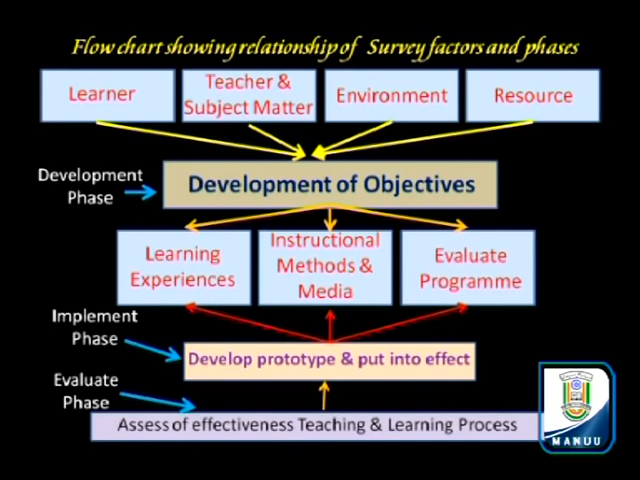 Flow chart showing relationship of Survey factors and phases
Learner
Teacher &
Subject Matter
Environment
Resource
Development
Phase
Development of Objectives
Learning
Experiences
Instructional
Methods &
Media
Evaluate
Programme
Implement
Phase
Develop prototype & put into effect
Evaluate
Phase
Assess of effectiveness Teaching & Learning Process
MANUU